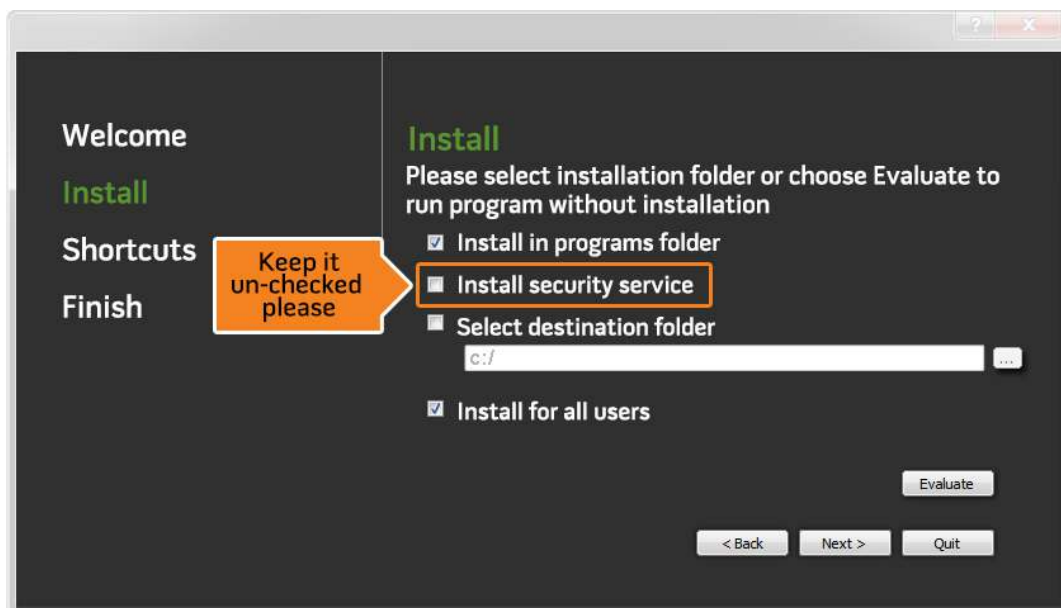 Welcome
Install
Shortcuts
Finish
Keep it
un-checked
please
Install
Please select installation folder or choose Evaluate to
run program without installation
Install in programs folder
Install security service
Select destination folder
c:/
...
Install for all users
Evaluate
< Back
Next >
Quit